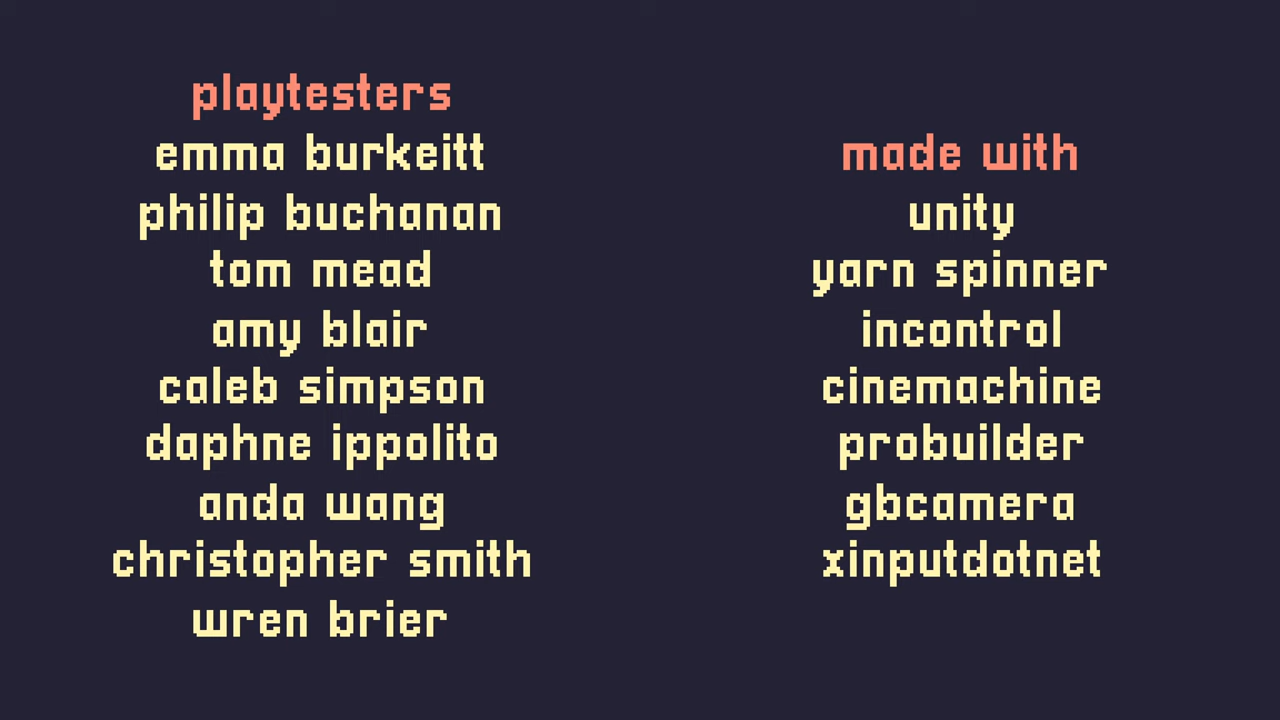 playtesters
emma burkeitt
philip buchanan
tom mead
amy blair
caleb simpson
daphne ippolito
anda wang
christopher smith
wren brier
made with
unity
yarn spinner
incontrol
cinemachine
probuilder
gbcamera
xinputdotnet